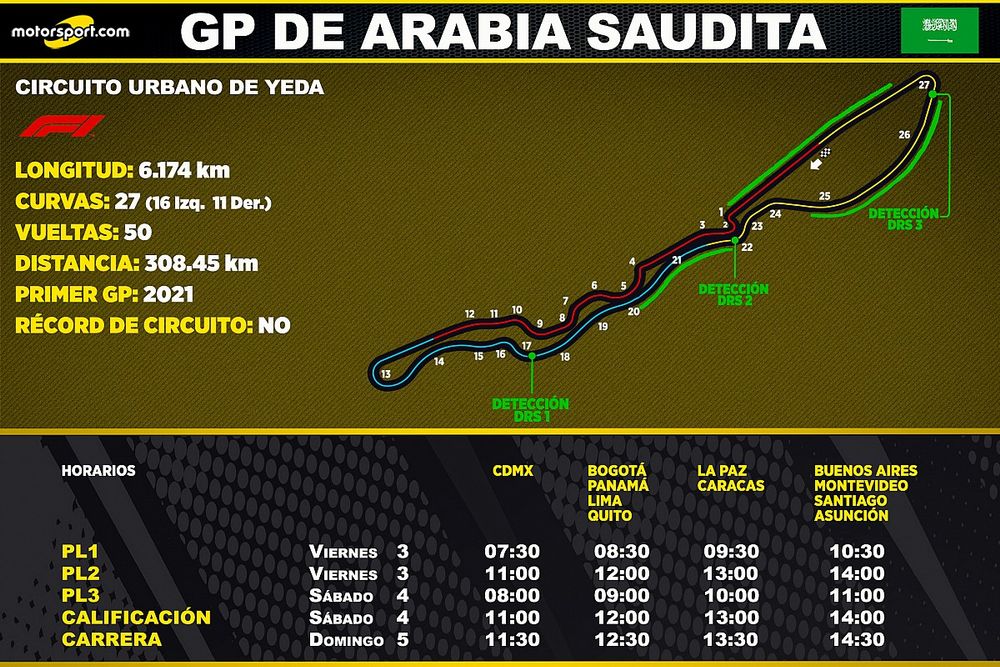 motorsport.com
GP DE ARABIA SAUDITA
CIRCUITO URBANO DE YEDA
F1
LONGITUD: 6.174 km
CURVAS: 27 (16 Izq. 11 Der.)
VUELTAS: 50
DISTANCIA: 308.45 km
PRIMER GP: 2021
RÉCORD DE CIRCUITO: NO
27
26
25
24
23
22
DETECCIÓN
DRS 3
1
2
3
21
4
DETECCIÓN
DRS 2
5
6
7
8
20
19
9
10
11
12
13
14
15
16
17
18
DETECCIÓN
DRS 1
HORARIOS CDMX BOGOTÁ LA PAZ BUENOS AIRES
PANAMÁ CARACAS MONTEVIDEO
LIMA SANTIAGO
QUITO ASUNCIÓN
PL1 VIERNES 3 07:30 08:30 09:30 10:30
PL2 VIERNES 3 11:00 12:00 13:00 14:00
PL3 SÁBADO 4 08:00 09:00 10:00 11:00
CALIFICACIÓN SÁBADO 4 11:00 12:00 13:00 14:00
CARRERA DOMINGO 5 11:30 12:30 13:30 14:30